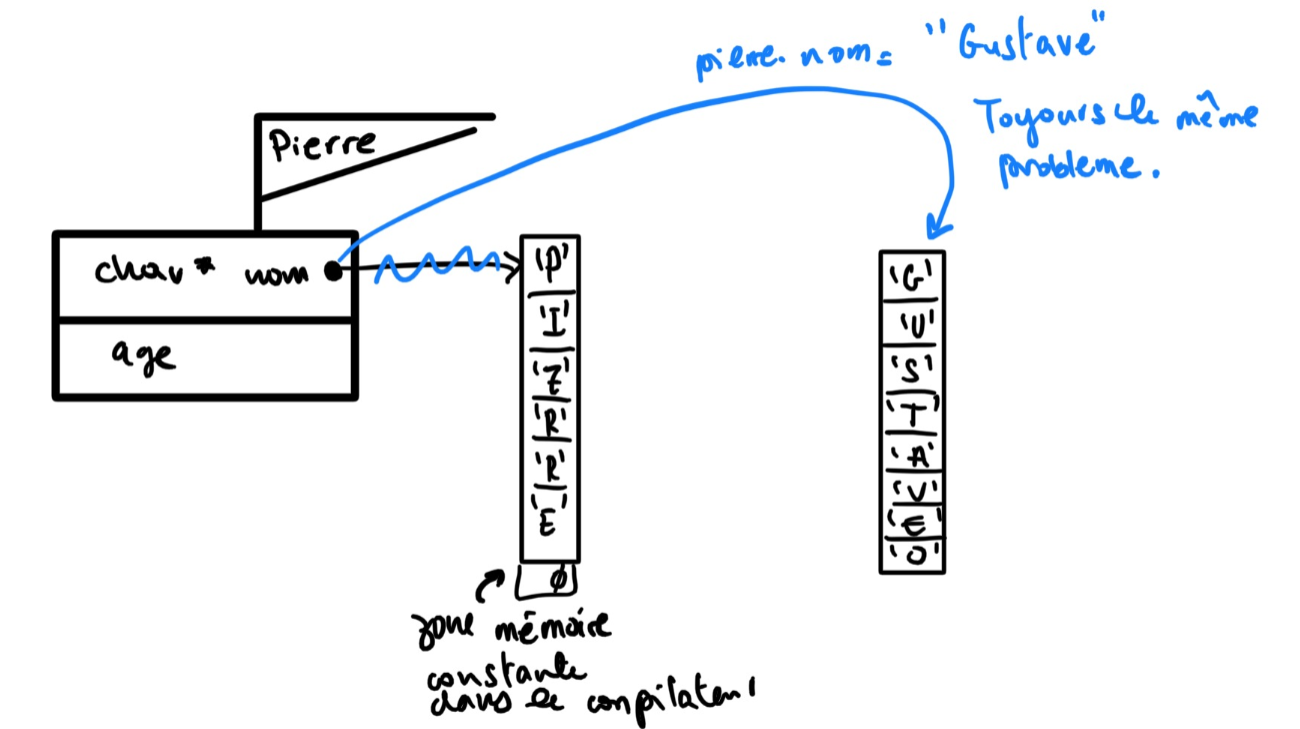 pierre.nom = "Gustave"
Toujours le même
problème.
Pierre
char* nom
age
'P'
'I'
'E'
'R'
'R'
'E'
ø
'G'
'U'
'S'
'T'
'A'
'V'
'E'
'0'
zone mémoire
constante
dans le compilateur